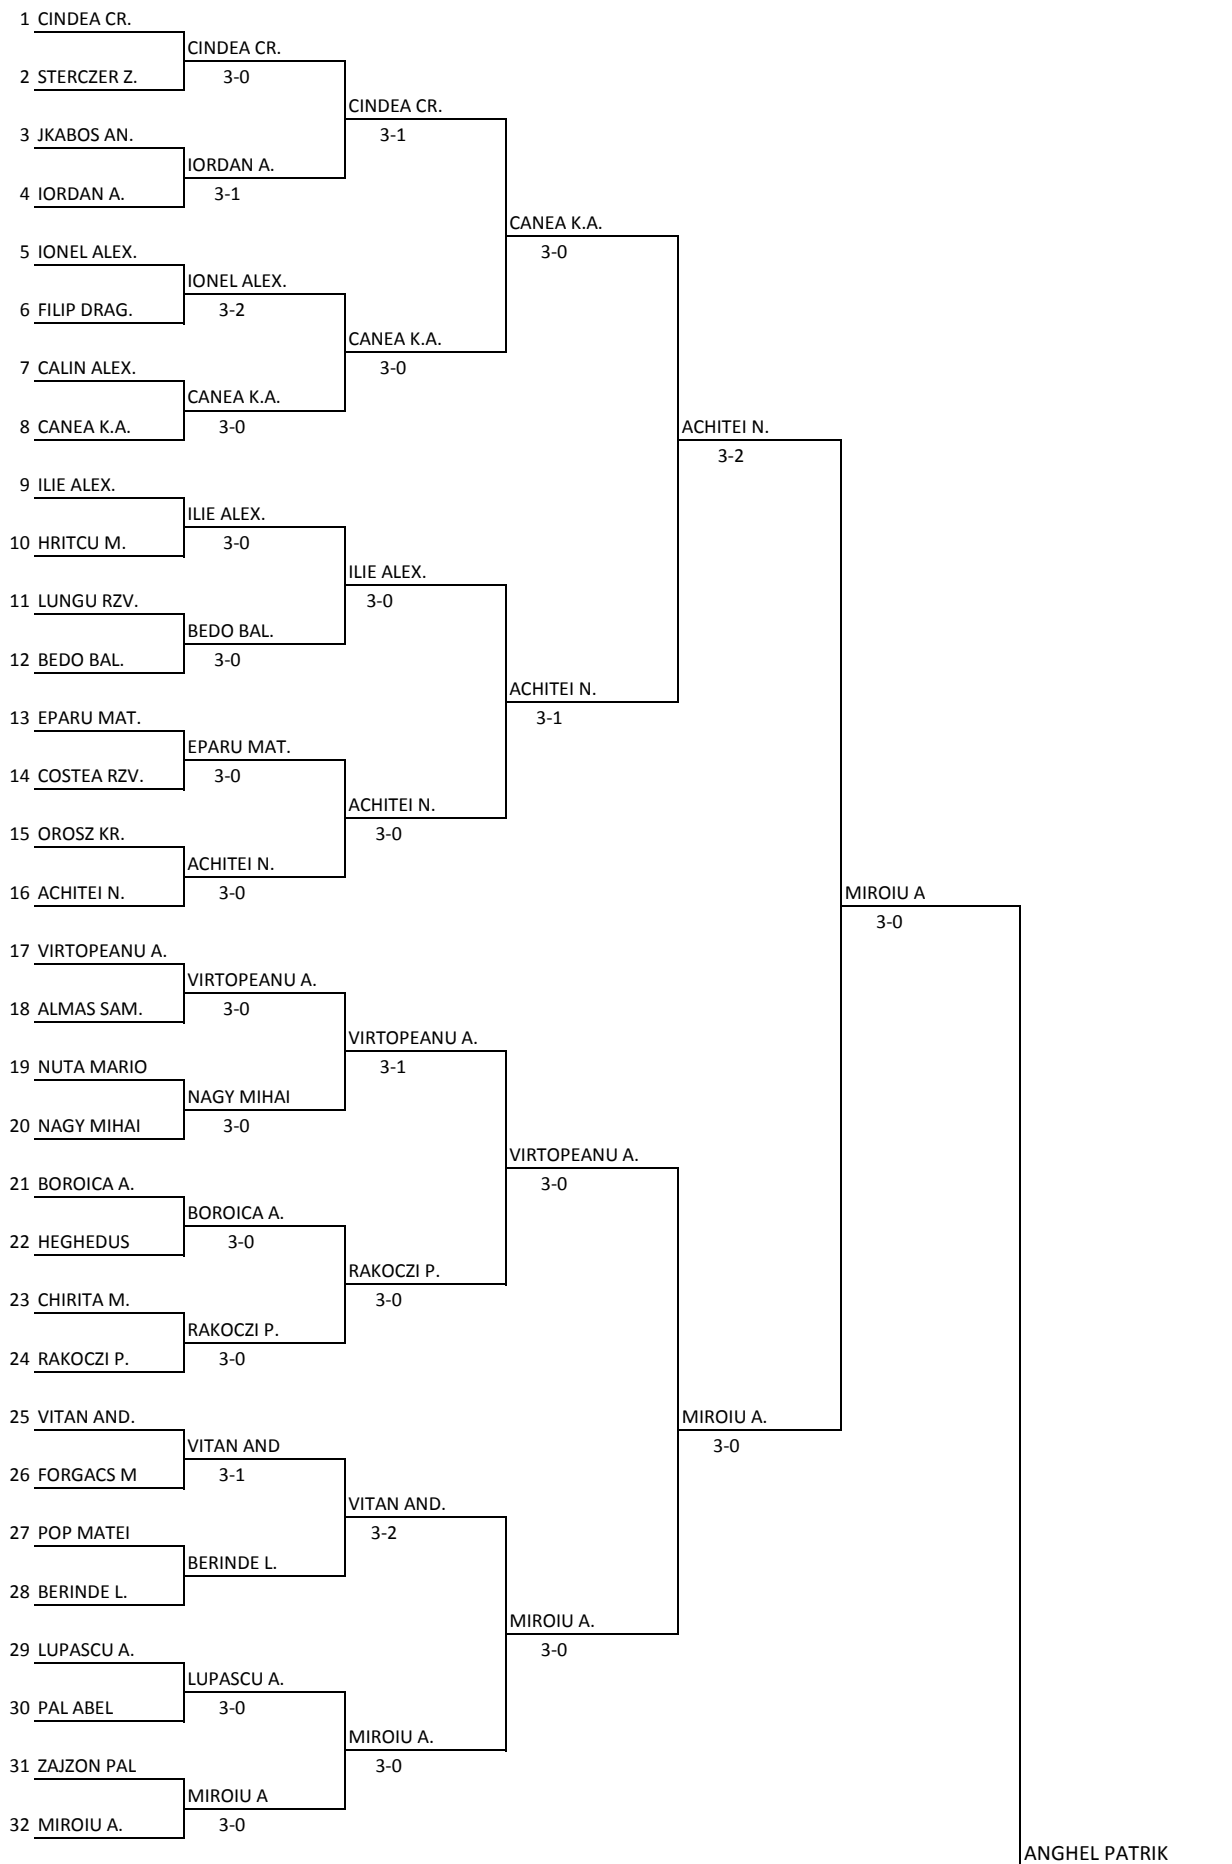 1 CINDEA CR.
CINDEA CR.
2 STERCZER Z.
3-0
CINDEA CR.
3 JKABOS AN.
3-1
IORDAN A.
4 IORDAN A.
3-1
CANEA K.A.
5 IONEL ALEX.
3-0
IONEL ALEX.
6 FILIP DRAG.
3-2
CANEA K.A.
7 CALIN ALEX.
3-0
CANEA K.A.
8 CANEA K.A.
3-0
ACHITEI N.
3-2
9 ILIE ALEX.
ILIE ALEX.
10 HRITCU M.
3-0
ILIE ALEX.
11 LUNGU RZV.
3-0
BEDO BAL.
12 BEDO BAL.
3-0
ACHITEI N.
13 EPARU MAT.
3-1
EPARU MAT.
14 COSTEA RZV.
3-0
ACHITEI N.
15 OROSZ KR.
3-0
ACHITEI N.
16 ACHITEI N.
3-0
MIROIU A
3-0
17 VIRTOPEANU A.
VIRTOPEANU A.
18 ALMAS SAM.
3-0
VIRTOPEANU A.
19 NUTA MARIO
3-1
NAGY MIHAI
20 NAGY MIHAI
3-0
VIRTOPEANU A.
21 BOROICA A.
3-0
BOROICA A.
22 HEGHEDUS
3-0
RAKOCZI P.
23 CHIRITA M.
3-0
RAKOCZI P.
24 RAKOCZI P.
3-0
25 VITAN AND.
MIROIU A.
VITAN AND
3-0
26 FORGACS M
3-1
VITAN AND.
27 POP MATEI
3-2
BERINDE L.
28 BERINDE L.
MIROIU A.
29 LUPASCU A.
3-0
LUPASCU A.
30 PAL ABEL
3-0
MIROIU A.
31 ZAJZON PAL
3-0
MIROIU A
32 MIROIU A.
3-0
ANGHEL PATRIK